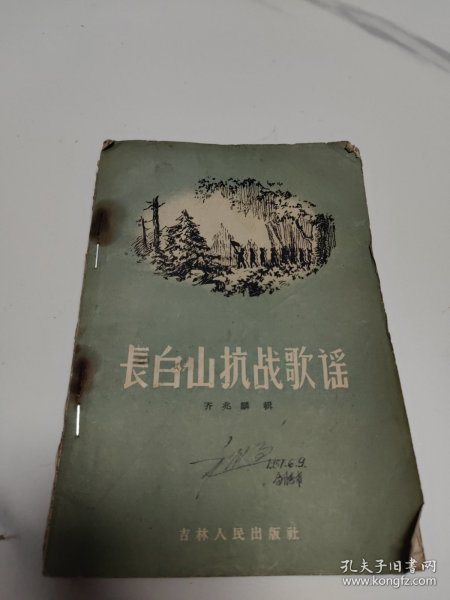 長白山抗战歌谣
齐兆麟 辑
1957.6.9.
吉林人民出版社
孔夫子旧书网
www.kongfz.com